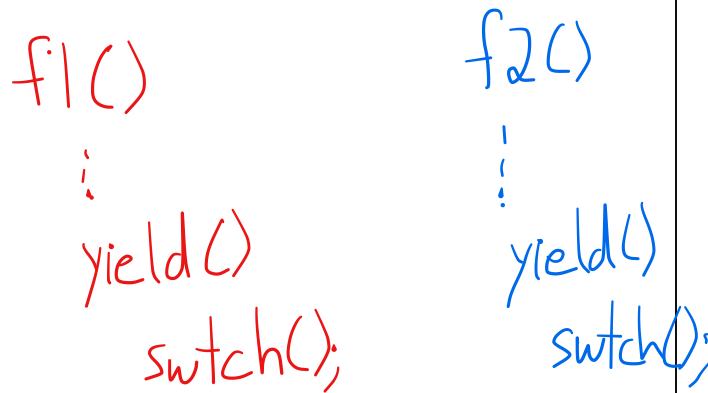 f1()
⋮
yield()
swtch();
f2()
⋮
yield()
swtch();